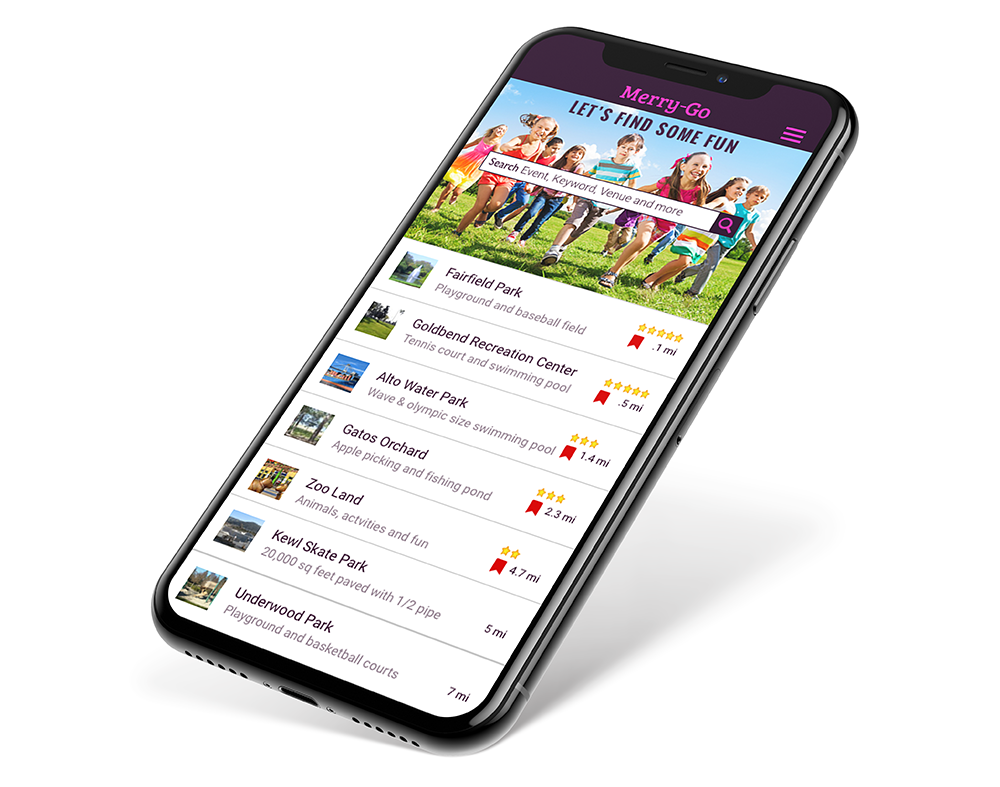 Merry-Go
LET'S FIND SOME FUN
Search Event, Keyword, Venue and more
Fairfield Park
Playground and baseball field
.1 mi
Goldbend Recreation Center
Tennis court and swimming pool
.5 mi
Alto Water Park
Wave & olympic size swimming pool
1.4 mi
Gatos Orchard
Apple picking and fishing pond
2.3 mi
Zoo Land
Animals, actvities and fun
4.7 mi
Kewl Skate Park
20,000 sq feet paved with 1/2 pipe
5 mi
Underwood Park
Playground and basketball courts
7 mi